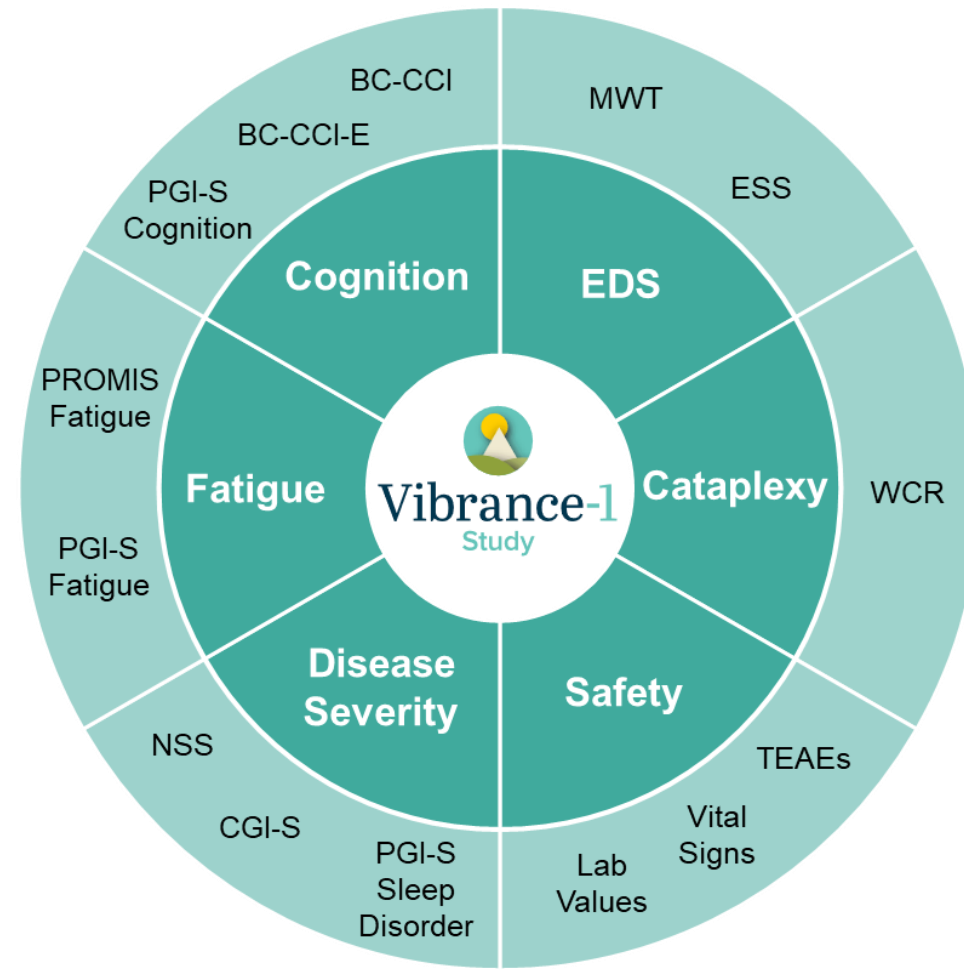 BC-CCI
BC-CCI-E
PGI-S
Cognition
MWT
ESS
Cognition
EDS
PROMIS
Fatigue
PGI-S
Fatigue
Fatigue
Vibrance-1
Study
Cataplexy
WCR
Disease
Severity
Safety
NSS
CGI-S
PGI-S
Sleep
Disorder
TEAEs
Vital
Signs
Lab
Values